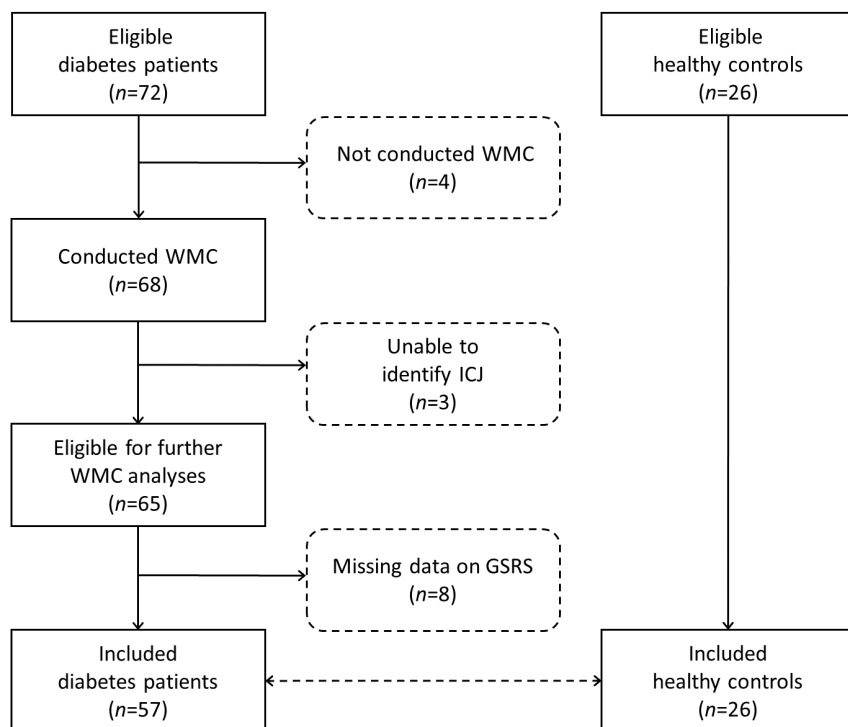 Eligible
diabetes patients
(n=72)
Eligible
healthy controls
(n=26)
Not conducted WMC
(n=4)
Conducted WMC
(n=68)
Unable to
identify ICJ
(n=3)
Eligible for further
WMC analyses
(n=65)
Missing data on GSRS
(n=8)
Included
diabetes patients
(n=57)
Included
healthy controls
(n=26)